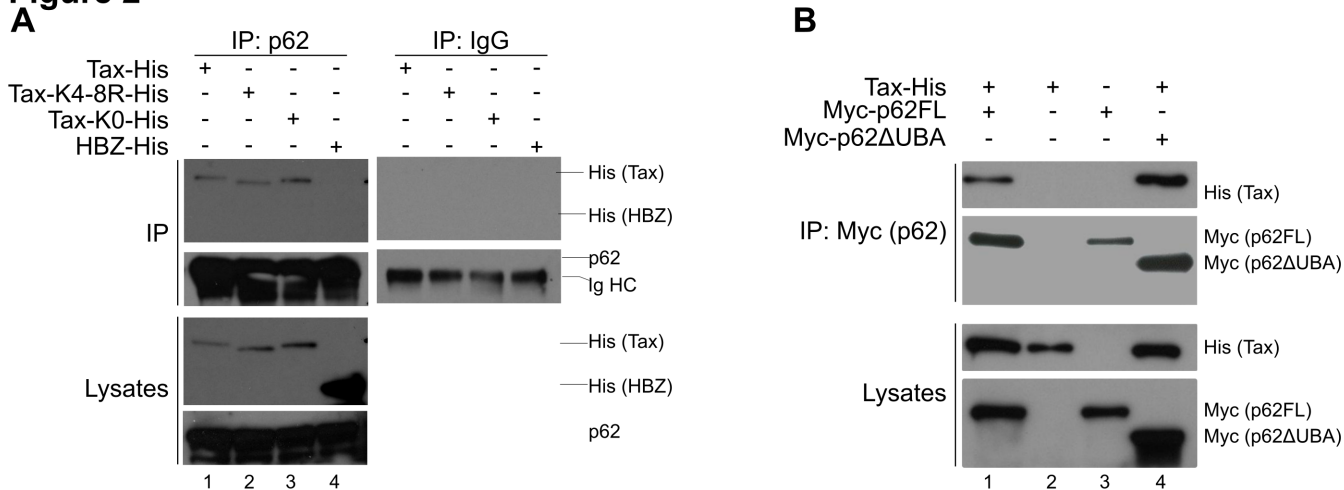 Figure 2
A
IP: p62 IP: IgG
Tax-His + - - - + - - -
Tax-K4-8R-His - + - - - + - -
Tax-K0-His - - + - - - + -
HBZ-His - - - + - - - +
IP
His (Tax)
His (HBZ)
p62
Ig HC
Lysates
His (Tax)
His (HBZ)
p62
1 2 3 4
B
Tax-His + + - +
Myc-p62FL + - + -
Myc-p62ΔUBA - - - +
IP: Myc (p62)
His (Tax)
Myc (p62FL)
Myc (p62ΔUBA)
Lysates
His (Tax)
Myc (p62FL)
Myc (p62ΔUBA)
1 2 3 4